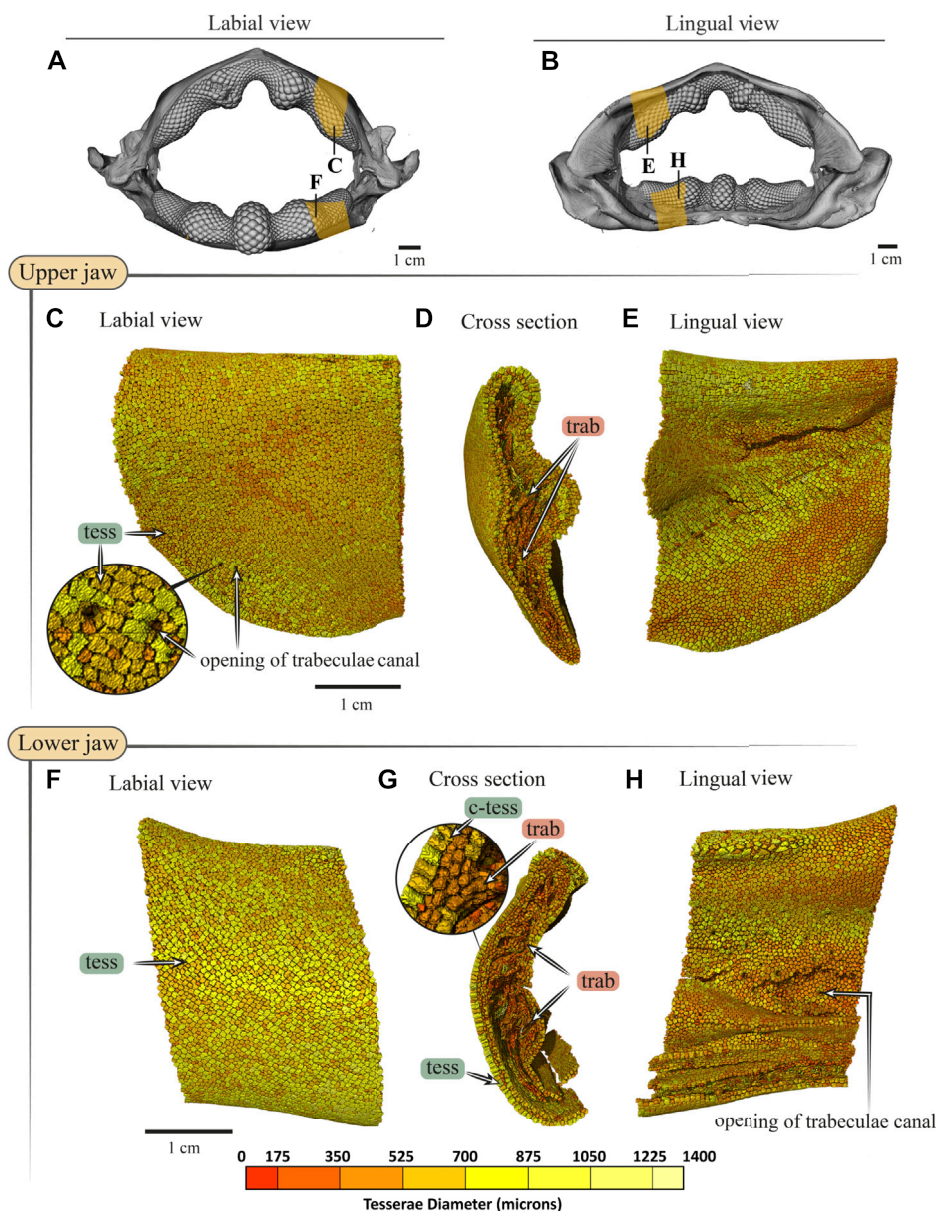 Labial view
Lingual view
A
B
C
E
F
H
1 cm
1 cm
Upper jaw
C
Labial view
D
Cross section
E
Lingual view
trab
tess
opening of trabeculae canal
1 cm
Lower jaw
F
Labial view
G
Cross section
H
Lingual view
c-tess
trab
tess
trab
tess
opening of trabeculae canal
1 cm
0 175 350 525 700 875 1050 1225 1400
Tesserae Diameter (microns)